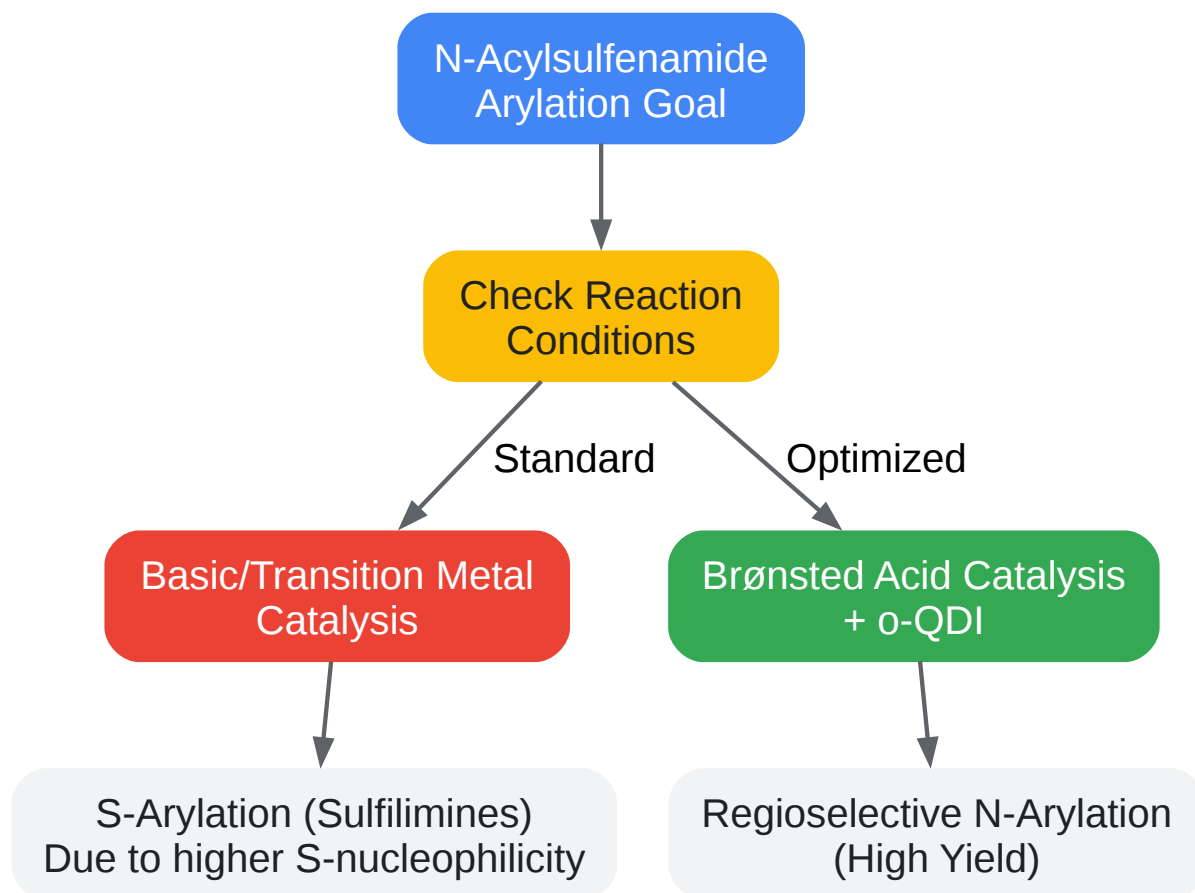 N-Acylsulfenamide
Arylation Goal
Check Reaction
Conditions
Standard
Optimized
Basic/Transition Metal
Catalysis
Brønsted Acid Catalysis
+ o-QDI
S-Arylation (Sulfilimines)
Due to higher S-nucleophilicity
Regioselective N-Arylation
(High Yield)